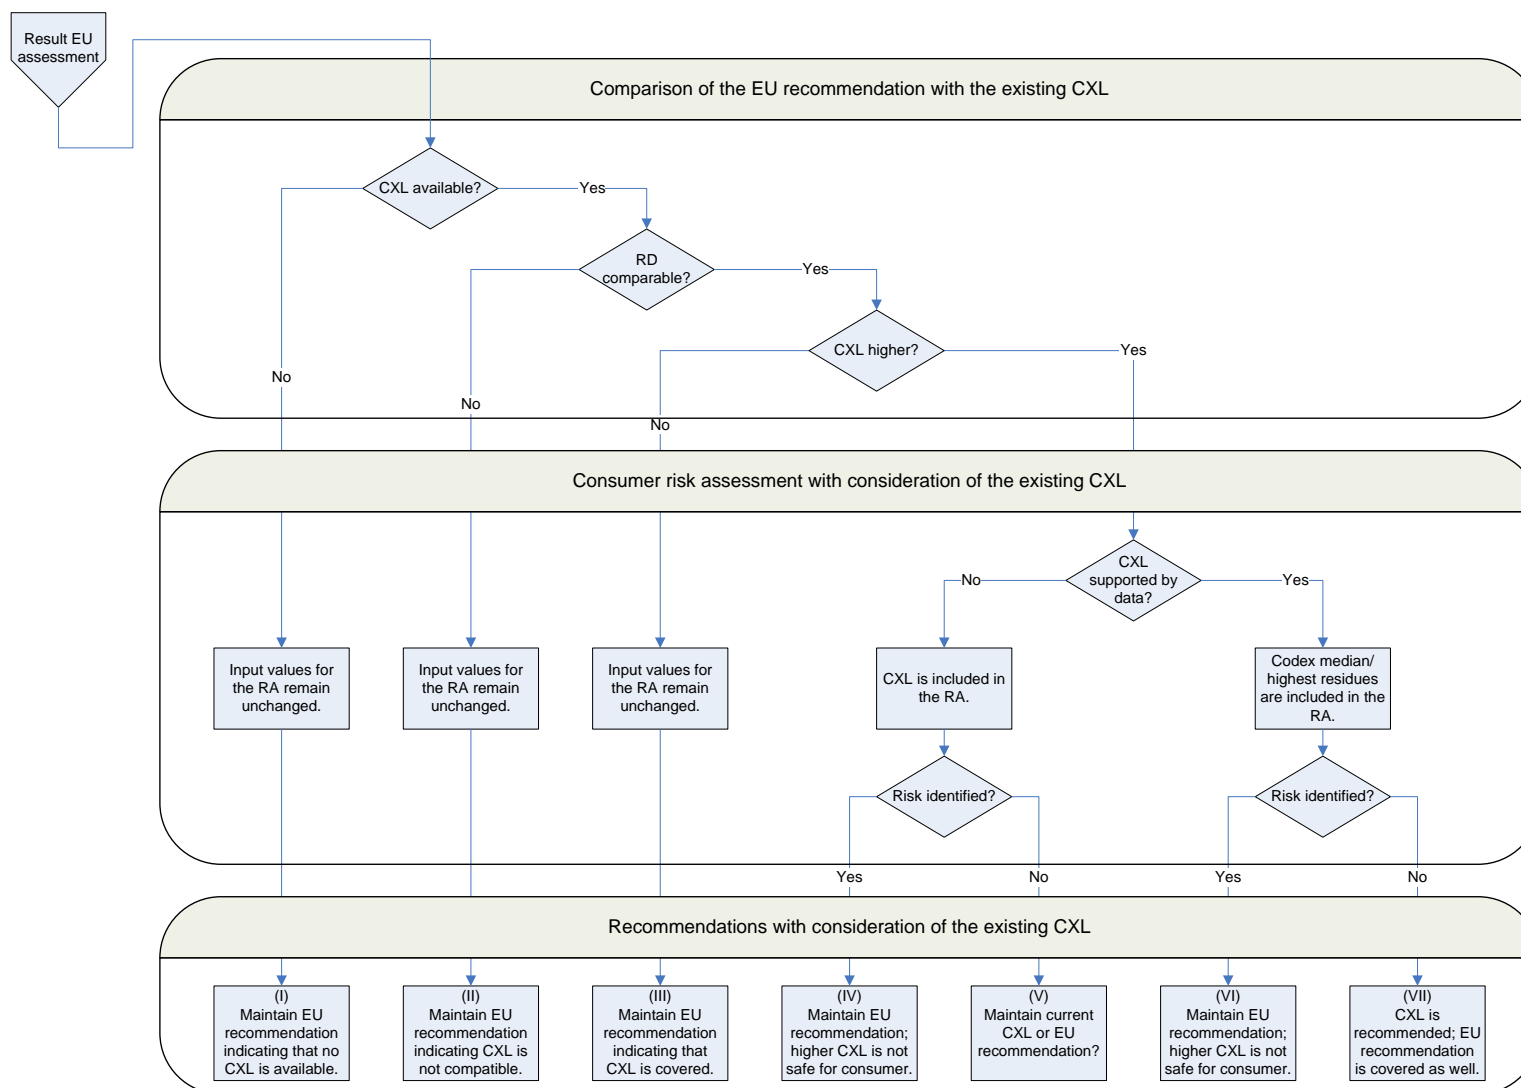 Result EU
assessment
Comparison of the EU recommendation with the existing CXL
CXL available?
Yes
RD
comparable?
Yes
CXL higher?
Yes
No
No
No
Consumer risk assessment with consideration of the existing CXL
CXL
supported by
data?
No
Yes
Input values for
the RA remain
unchanged.
Input values for
the RA remain
unchanged.
Input values for
the RA remain
unchanged.
CXL is included in
the RA.
Codex median/
highest residues
are included in the
RA.
Risk identified?
Risk identified?
Yes
No
Yes
No
Recommendations with consideration of the existing CXL
(I)
Maintain EU
recommendation
indicating that no
CXL is available.
(II)
Maintain EU
recommendation
indicating CXL is
not compatible.
(III)
Maintain EU
recommendation
indicating that
CXL is covered.
(IV)
Maintain EU
recommendation;
higher CXL is not
safe for consumer.
(V)
Maintain current
CXL or EU
recommendation?
(VI)
Maintain EU
recommendation;
higher CXL is not
safe for consumer.
(VII)
CXL is
recommended; EU
recommendation
is covered as well.